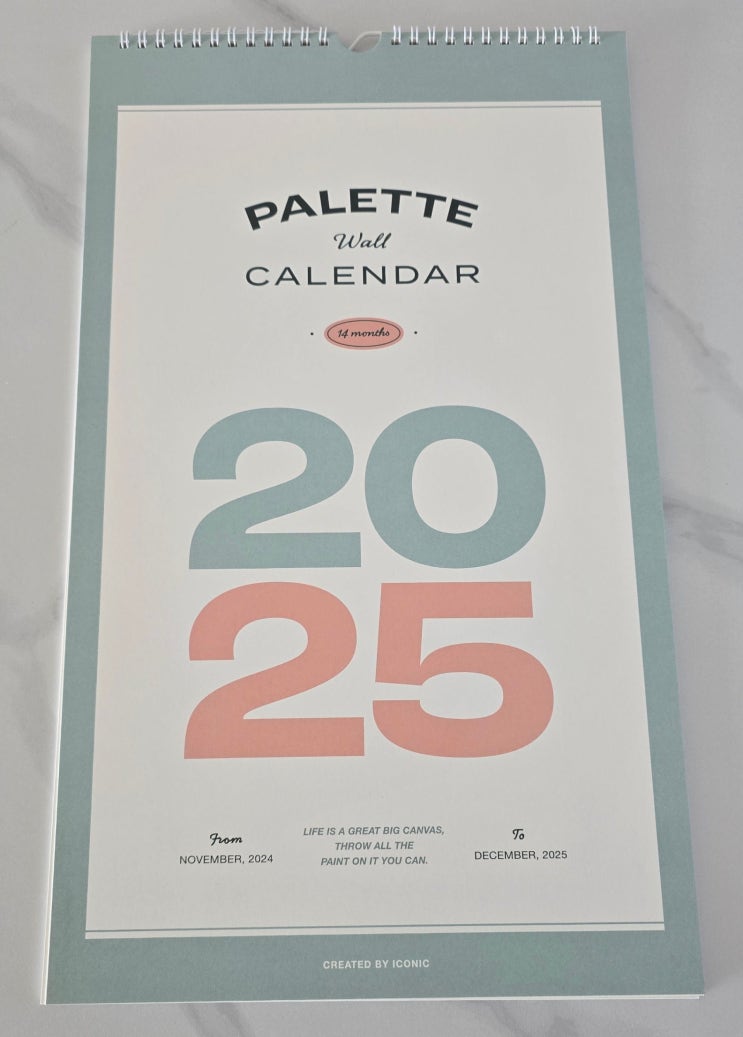 PALETTE
Wall
CALENDAR
14 months
20
25
From
NOVEMBER, 2024
LIFE IS A GREAT BIG CANVAS,
THROW ALL THE
PAINT ON IT YOU CAN.
To
DECEMBER, 2025
CREATED BY ICONIC